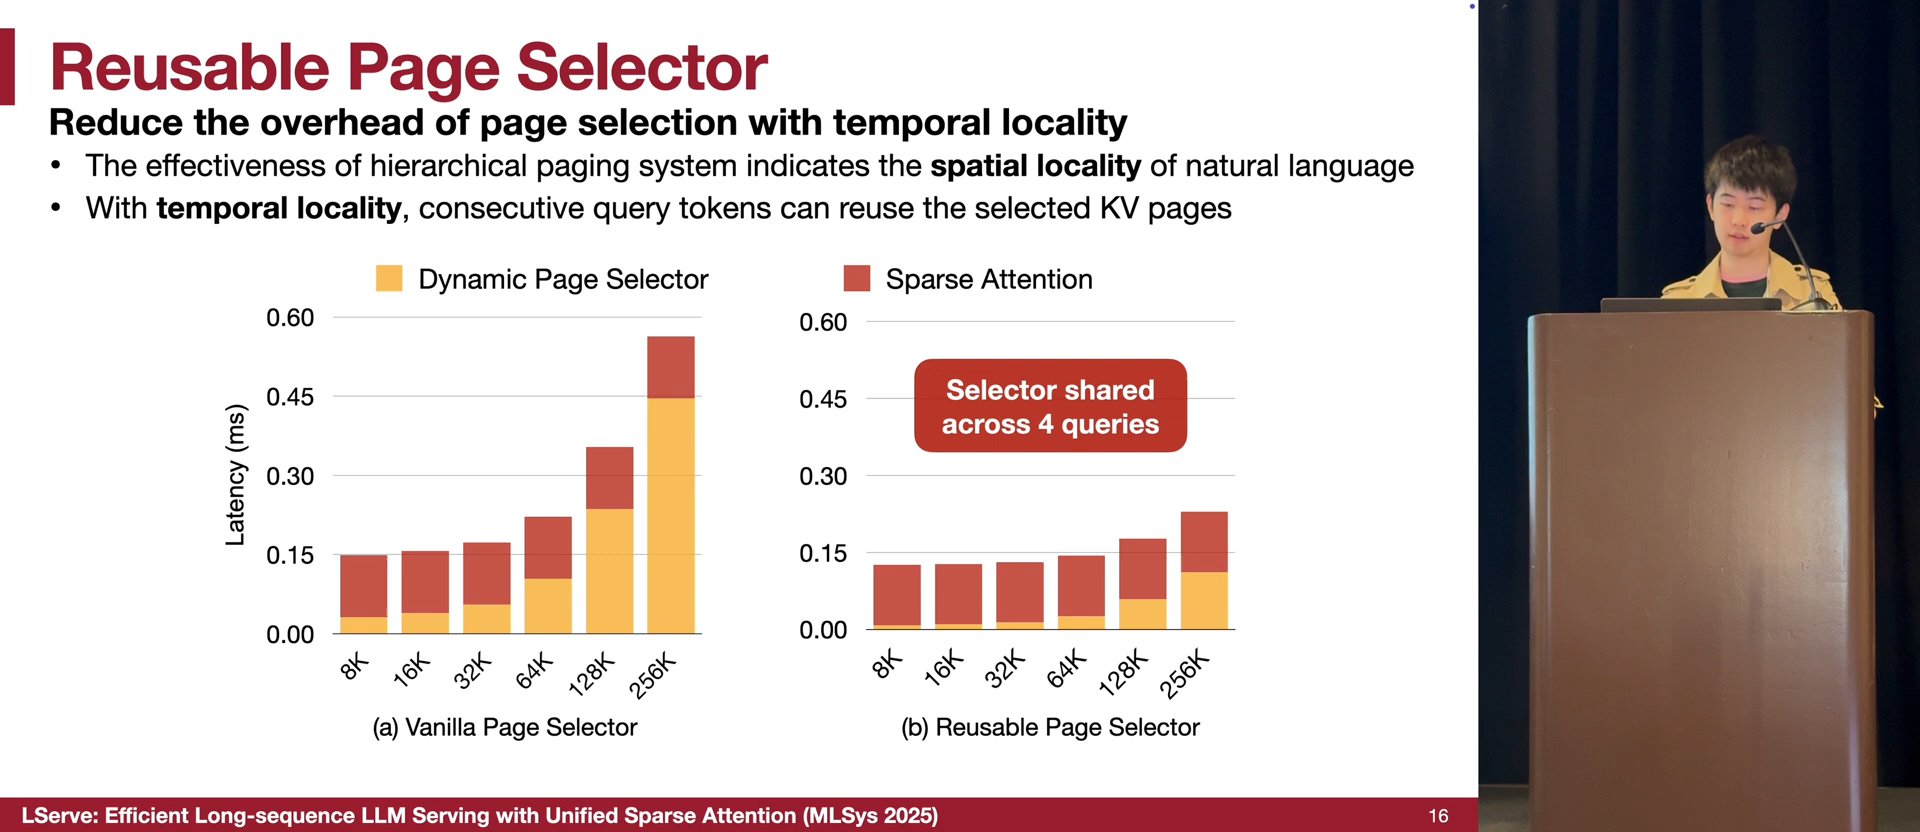 Reusable Page Selector
Reduce the overhead of page selection with temporal locality
• The effectiveness of hierarchical paging system indicates the spatial locality of natural language
• With temporal locality, consecutive query tokens can reuse the selected KV pages
Dynamic Page Selector
Sparse Attention
Latency (ms)
0.60
0.45
0.30
0.15
0.00
8K 16K 32K 64K 128K 256K
(a) Vanilla Page Selector
0.60
0.45
0.30
0.15
0.00
Selector shared
across 4 queries
8K 16K 32K 64K 128K 256K
(b) Reusable Page Selector
LServe: Efficient Long-sequence LLM Serving with Unified Sparse Attention (MLSys 2025)
16